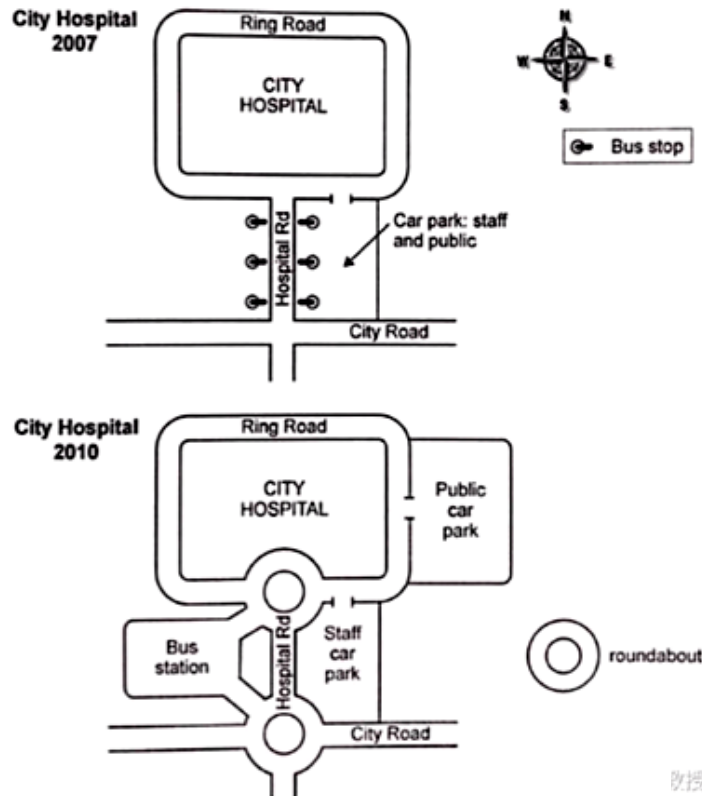 City Hospital
2007
Ring Road
CITY
HOSPITAL
N
W
E
S
Bus stop
Hospital Rd
Car park: staff
and public
City Road
City Hospital
2010
Ring Road
CITY
HOSPITAL
Public
car
park
Bus
station
Hospital Rd
Staff
car
park
roundabout
City Road